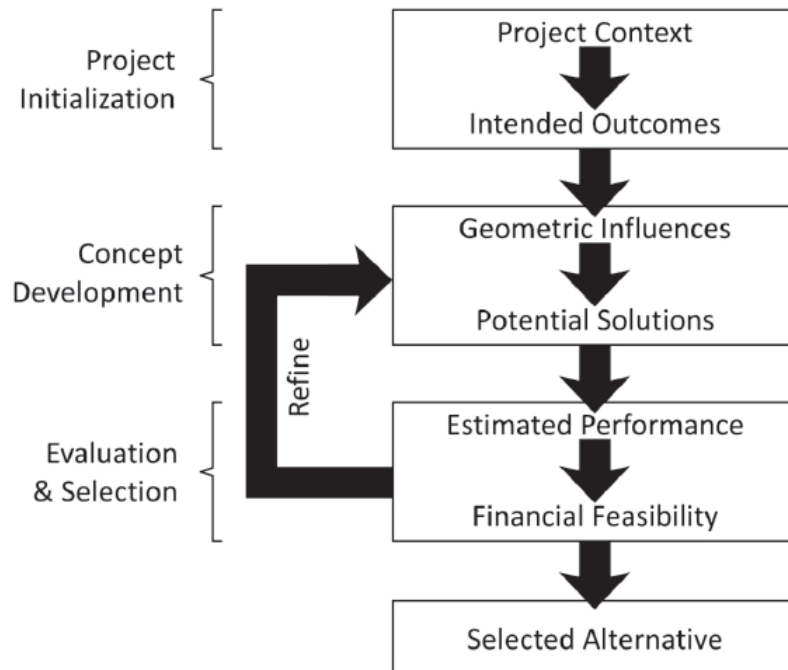 Project
Initialization
Project Context
Intended Outcomes
Concept
Development
Geometric Influences
Potential Solutions
Refine
Evaluation
& Selection
Estimated Performance
Financial Feasibility
Selected Alternative